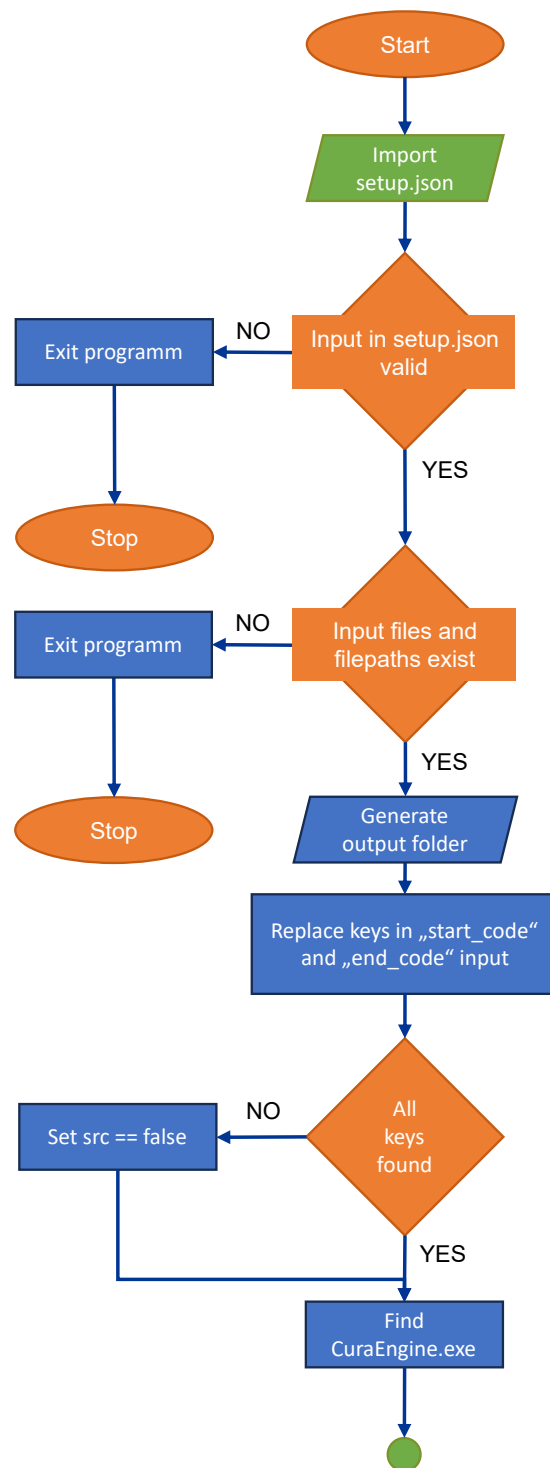 Start
Import
setup.json
Input in setup.json
valid
NO
Exit programm
YES
Stop
Input files and
filepaths exist
NO
Exit programm
YES
Stop
Generate
output folder
Replace keys in „start_code“
and „end_code“ input
All
keys
found
NO
Set src == false
YES
Find
CuraEngine.exe